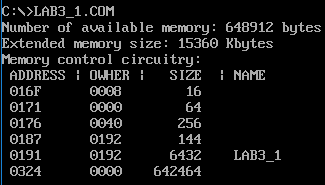 C:\>LAB3_1.COM
Number of available memory: 648912 bytes
Extended memory size: 15360 Kbytes
Memory control circuitry:
ADDRESS | OWHER | SIZE | NAME
016F 0008 16
0171 0000 64
0176 0040 256
0187 0192 144
0191 0192 6432 LAB3_1
0324 0000 642464